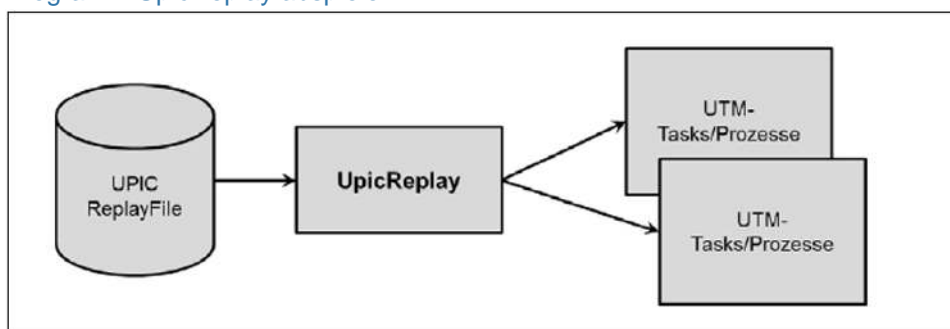 UPIC
ReplayFile
UpicReplay
UTM-
Tasks/Prozesse
UTM-
Tasks/Prozesse